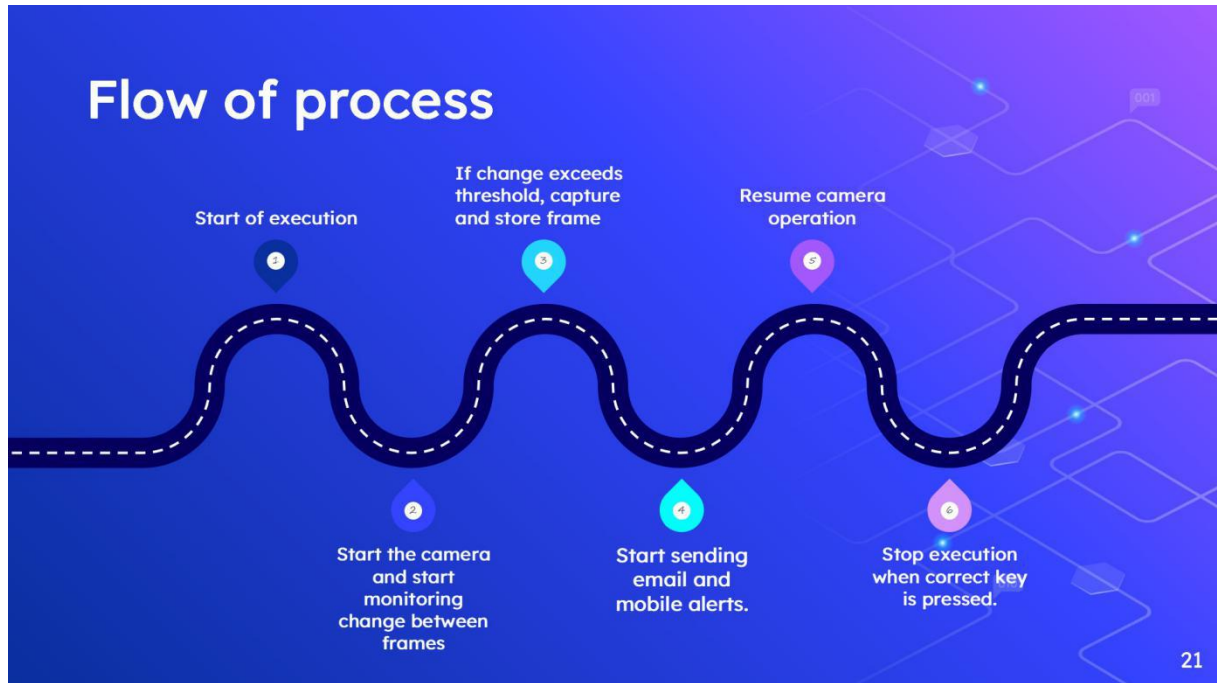 Flow of process
Start of execution
1
Start the camera
and start
monitoring
change between
frames
2
If change exceeds
threshold, capture
and store frame
3
Start sending
email and
mobile alerts.
4
Resume camera
operation
5
Stop execution
when correct key
is pressed.
6
001
21